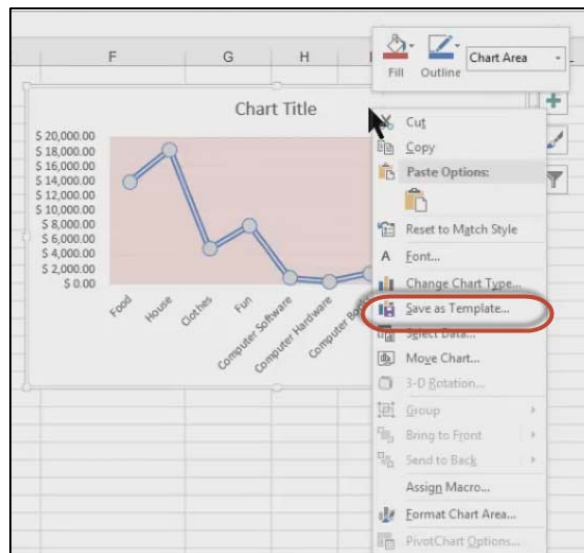 Fill Outline Chart Area
F G H
Chart Title
$ 20,000.00
$ 18,000.00
$ 16,000.00
$ 14,000.00
$ 12,000.00
$ 10,000.00
$ 8,000.00
$ 6,000.00
$ 4,000.00
$ 2,000.00
$ 0.00
Food
House
Clothes
Fun
Computer Software
Computer Hardware
Computer
Cut
Copy
Paste Options:
Reset to Match Style
Font...
Change Chart Type...
Save as Template...
Select Data...
Move Chart...
3-D Rotation...
Group
Bring to Front
Send to Back
Assign Macro...
Format Chart Area...
PivotChart Options...